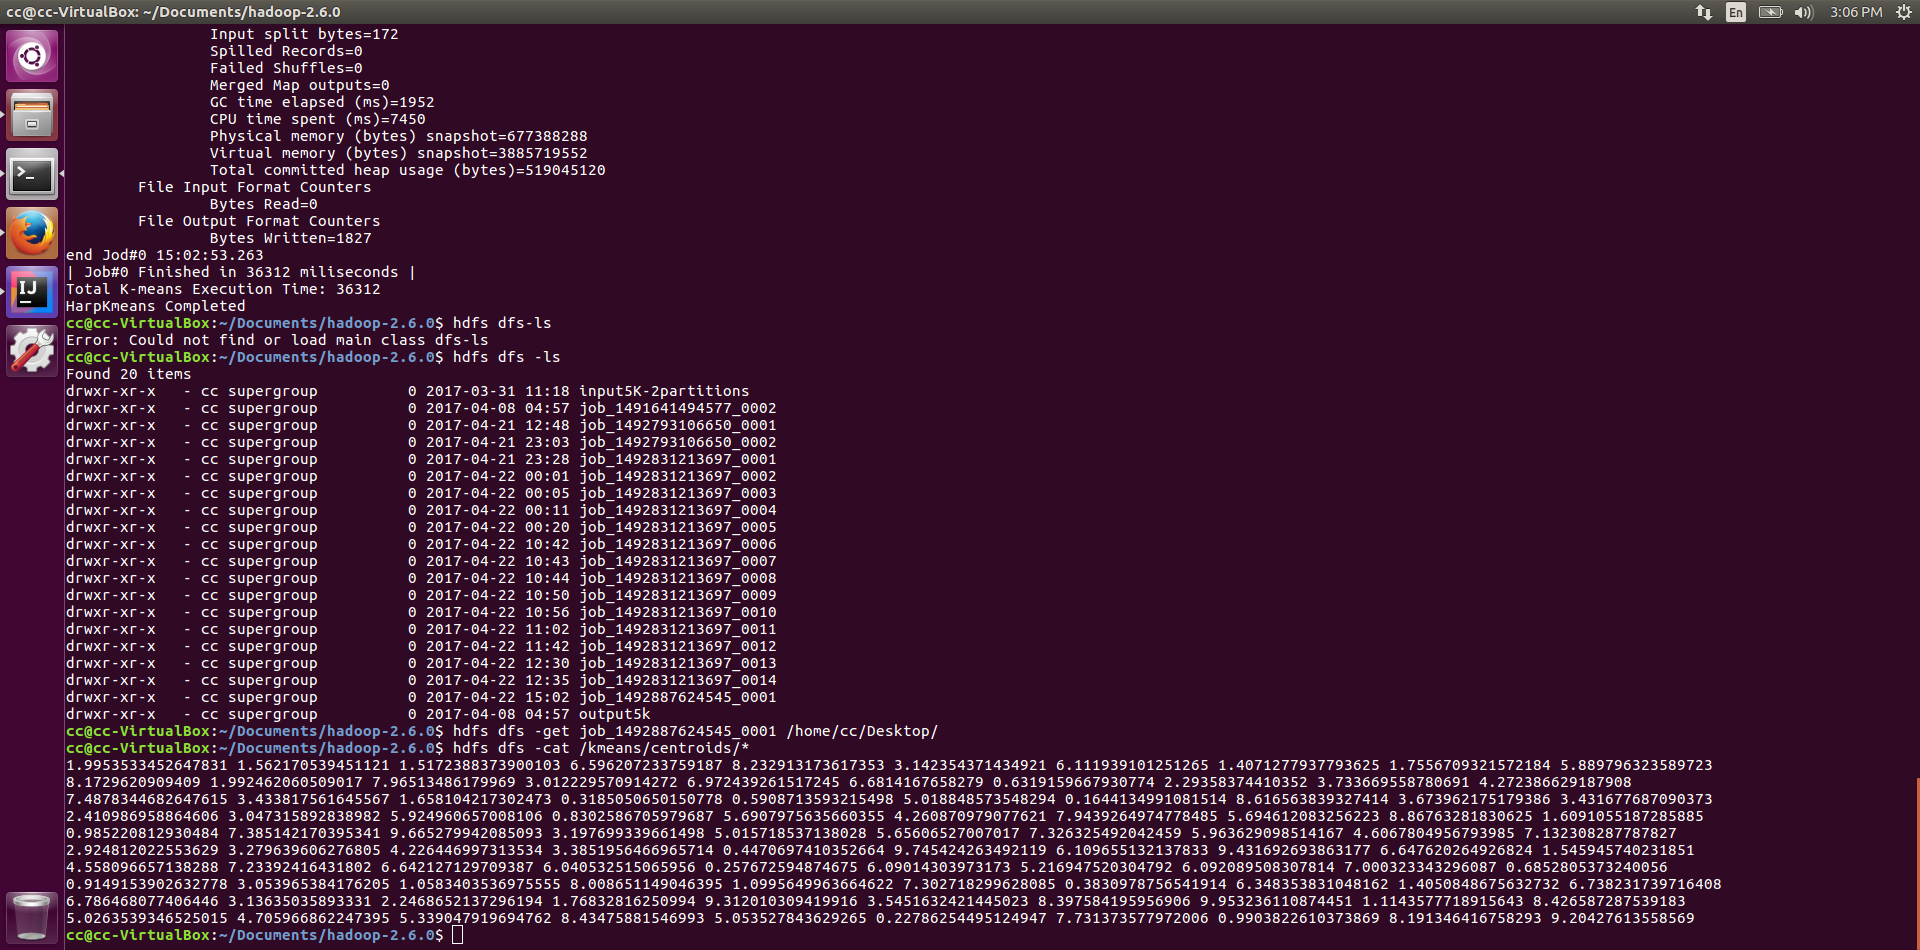 cc@cc-VirtualBox: ~/Documents/hadoop-2.6.0
En
3:06 PM
Input split bytes=172
Spilled Records=0
Failed Shuffles=0
Merged Map outputs=0
GC time elapsed (ms)=1952
CPU time spent (ms)=7450
Physical memory (bytes) snapshot=677388288
Virtual memory (bytes) snapshot=3885719552
Total committed heap usage (bytes)=519045120
File Input Format Counters
Bytes Read=0
File Output Format Counters
Bytes Written=1827
end Jod#0 15:02:53.263
| Job#0 Finished in 36312 miliseconds |
Total K-means Execution Time: 36312
HarpKmeans Completed
cc@cc-VirtualBox:~/Documents/hadoop-2.6.0$ hdfs dfs-ls
Error: Could not find or load main class dfs-ls
cc@cc-VirtualBox:~/Documents/hadoop-2.6.0$ hdfs dfs -ls
Found 20 items
drwxr-xr-x   - cc supergroup          0 2017-03-31 11:18 input5K-2partitions
drwxr-xr-x   - cc supergroup          0 2017-04-08 04:57 job_1491641494577_0002
drwxr-xr-x   - cc supergroup          0 2017-04-21 12:48 job_1492793106650_0001
drwxr-xr-x   - cc supergroup          0 2017-04-21 23:03 job_1492793106650_0002
drwxr-xr-x   - cc supergroup          0 2017-04-21 23:28 job_1492831213697_0001
drwxr-xr-x   - cc supergroup          0 2017-04-22 00:01 job_1492831213697_0002
drwxr-xr-x   - cc supergroup          0 2017-04-22 00:05 job_1492831213697_0003
drwxr-xr-x   - cc supergroup          0 2017-04-22 00:11 job_1492831213697_0004
drwxr-xr-x   - cc supergroup          0 2017-04-22 00:20 job_1492831213697_0005
drwxr-xr-x   - cc supergroup          0 2017-04-22 10:42 job_1492831213697_0006
drwxr-xr-x   - cc supergroup          0 2017-04-22 10:43 job_1492831213697_0007
drwxr-xr-x   - cc supergroup          0 2017-04-22 10:44 job_1492831213697_0008
drwxr-xr-x   - cc supergroup          0 2017-04-22 10:50 job_1492831213697_0009
drwxr-xr-x   - cc supergroup          0 2017-04-22 10:56 job_1492831213697_0010
drwxr-xr-x   - cc supergroup          0 2017-04-22 11:02 job_1492831213697_0011
drwxr-xr-x   - cc supergroup          0 2017-04-22 11:42 job_1492831213697_0012
drwxr-xr-x   - cc supergroup          0 2017-04-22 12:30 job_1492831213697_0013
drwxr-xr-x   - cc supergroup          0 2017-04-22 12:35 job_1492831213697_0014
drwxr-xr-x   - cc supergroup          0 2017-04-22 15:02 job_1492887624545_0001
drwxr-xr-x   - cc supergroup          0 2017-04-08 04:57 output5k
cc@cc-VirtualBox:~/Documents/hadoop-2.6.0$ hdfs dfs -get job_1492887624545_0001 /home/cc/Desktop/
cc@cc-VirtualBox:~/Documents/hadoop-2.6.0$ hdfs dfs -cat /kmeans/centroids/*
1.9953533452647831 1.562170539451121 1.5172388373900103 6.596207233759187 8.232913173617353 3.142354371434921 6.111939101251265 1.4071277937793625 1.7556709321572184 5.889796323589723
8.1729620909409 1.992462060509017 7.96513486179969 3.012229570914272 6.972439261517245 6.6814167658279 0.6319159667930774 2.29358374410352 3.733669558780691 4.272386629187908
7.4878344682647615 3.433817561645567 1.658104217302473 0.3185050650150778 0.5908713593215498 5.018848573548294 0.1644134991081514 8.616563839327414 3.673962175179386 3.431677687090373
2.410986958864606 3.047315892838982 5.924960657008106 0.8302586705979687 5.6907975635660355 4.260870979077621 7.9439264974778485 5.694612083256223 8.86763281830625 1.6091055187285885
0.985220812930484 7.385142170395341 9.665279942085093 3.197699339661498 5.015718537138028 5.65606527007017 7.326325492042459 5.963629098514167 4.6067804956793985 7.132308287787827
2.9248122022553629 3.279639606276805 4.226446997313534 3.3851956466965714 0.4470697410352664 9.745424263492119 6.109655132137833 9.431692693863177 6.647620264926824 1.545945740231851
4.558096657138288 7.23392416431802 6.642127129709387 6.040532515065956 0.257672594874675 6.09014303973173 5.216947520304792 6.092089508307814 7.000323343296087 0.6852805373240056
0.9149153902632778 3.053965384176205 1.0583403536975555 8.008651149046395 1.0995649963664622 7.302718299628085 0.3830978756541914 6.348353831048162 1.4050848675632732 6.738231739716408
6.786468077406446 3.13635035893331 2.2468652137296194 1.76832816250994 9.312010309419916 3.5451632421445023 8.397584195956906 9.953236110874451 1.1143577718915643 8.426587287539183
5.0263539346525015 4.705966862247395 5.339047919694762 8.43475881546993 5.053527843629265 0.22786254495124947 7.731373577972006 0.9903822610373869 8.191346416758293 9.20427613558569
cc@cc-VirtualBox:~/Documents/hadoop-2.6.0$